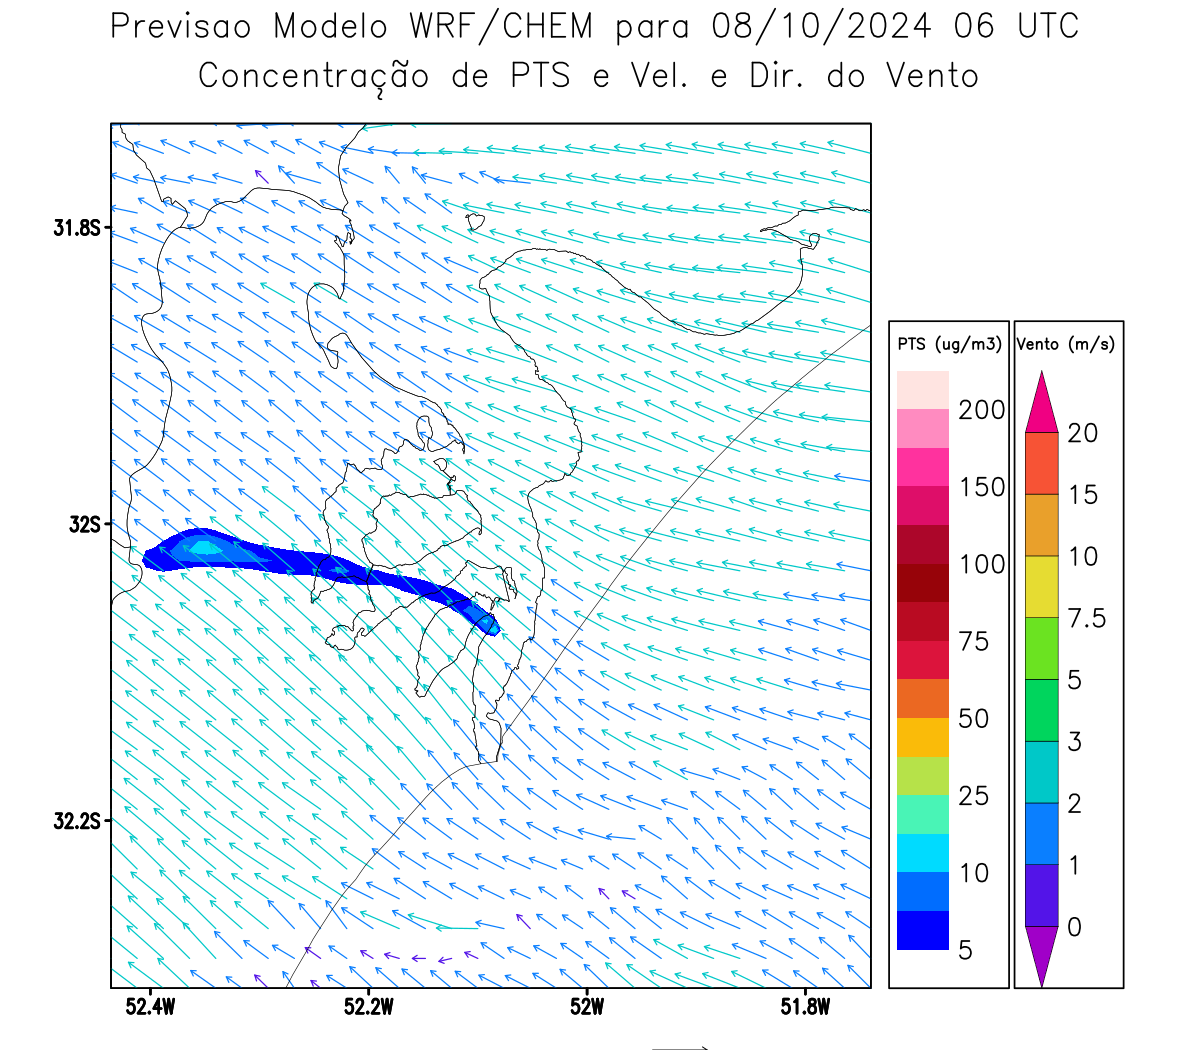 Previsao Modelo WRF/CHEM para 08/10/2024 06 UTC
Concentração de PTS e Vel. e Dir. do Vento
31.8S
32S
32.2S
52.4W 52.2W 52W 51.8W
PTS (ug/m3)
200
150
100
75
50
25
10
5
Vento (m/s)
20
15
10
7.5
5
3
2
1
0